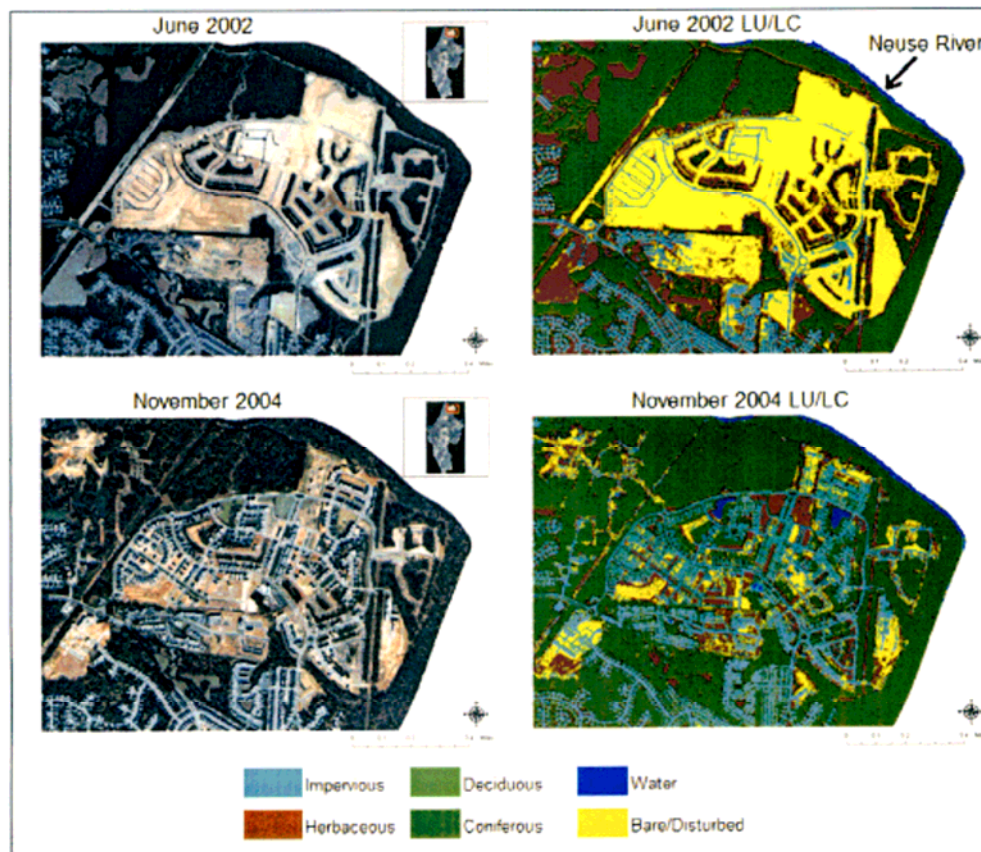 June 2002
June 2002 LU/LC
Neuse River
November 2004
November 2004 LU/LC
Impervious
Deciduous
Water
Herbaceous
Coniferous
Bare/Disturbed